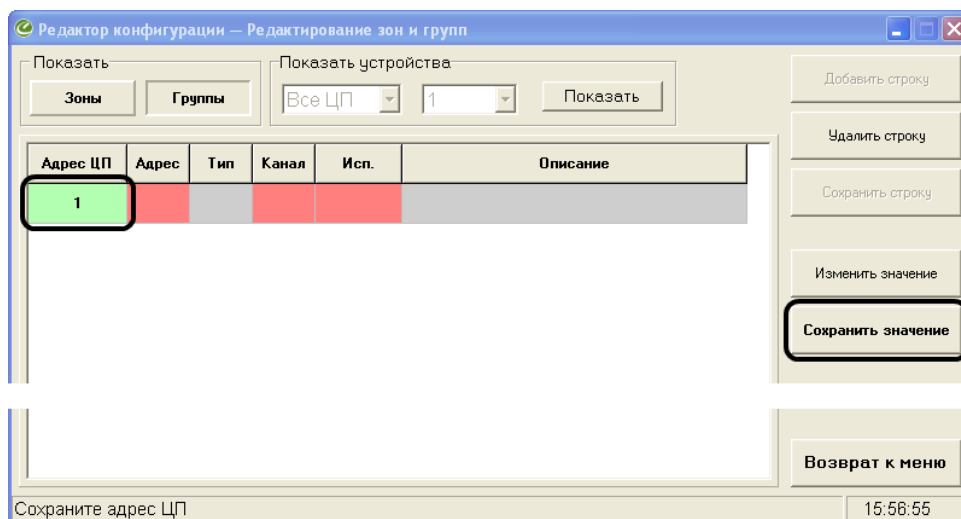 Редактор конфигурации — Редактирование зон и групп
Показать
Показать устройства
Зоны
Группы
Все ЦП
1
Показать
Добавить строку
Удалить строку
Сохранить строку
Изменить значение
Сохранить значение
Адрес ЦП Адрес Тип Канал Исп. Описание
1
Возврат к меню
Сохраните адрес ЦП
15:56:55